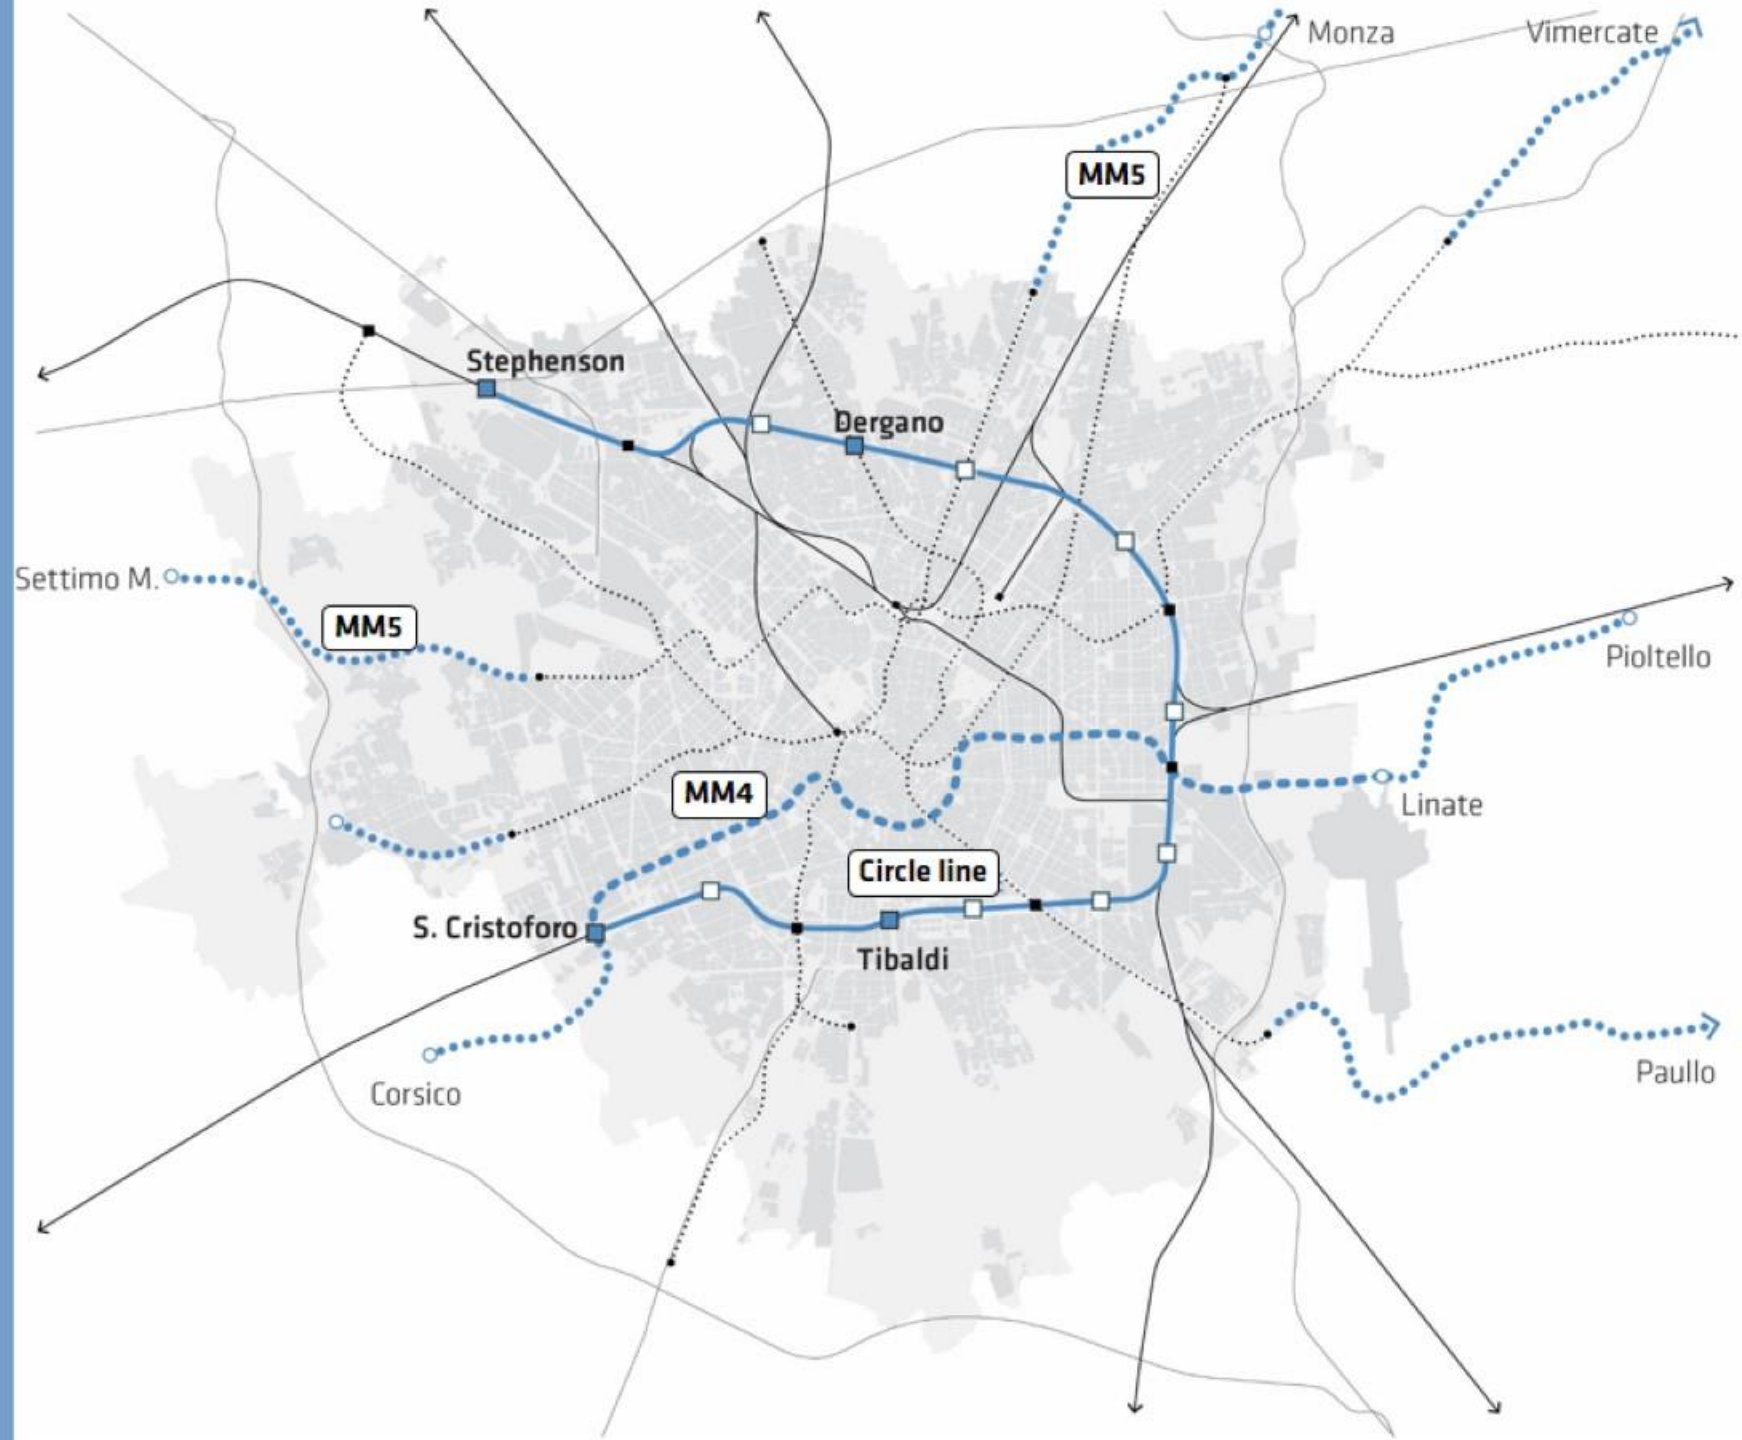 Monza
Vimercate
MM5
Stephenson
Dergano
Settimo M.
MM5
Pioltello
MM4
Linate
Circle line
S. Cristoforo
Tibaldi
Corsico
Paullo